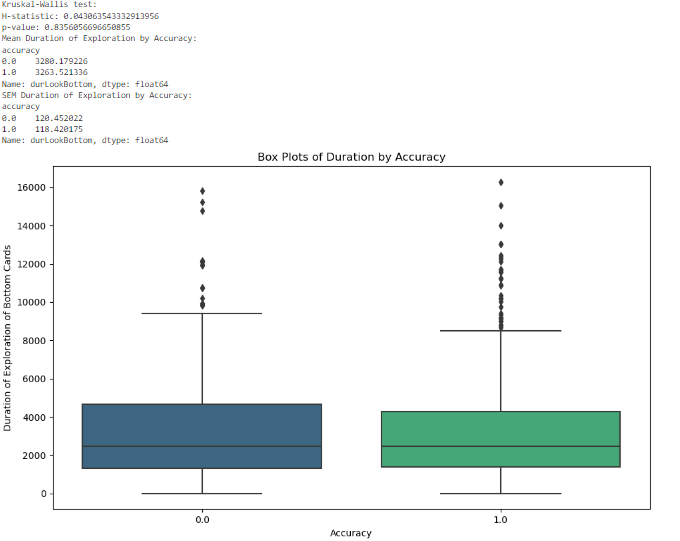 Kruskal-Wallis test:
H-statistic: 0.043063543332913956
p-value: 0.8356056696650855
Mean Duration of Exploration by Accuracy:
accuracy
0.0    3280.179226
1.0    3263.521336
Name: durLookBottom, dtype: float64
SEM Duration of Exploration by Accuracy:
accuracy
0.0    120.452022
1.0    118.420175
Name: durLookBottom, dtype: float64
Box Plots of Duration by Accuracy
16000
14000
12000
10000
8000
6000
4000
2000
0
Duration of Exploration of Bottom Cards
0.0
1.0
Accuracy